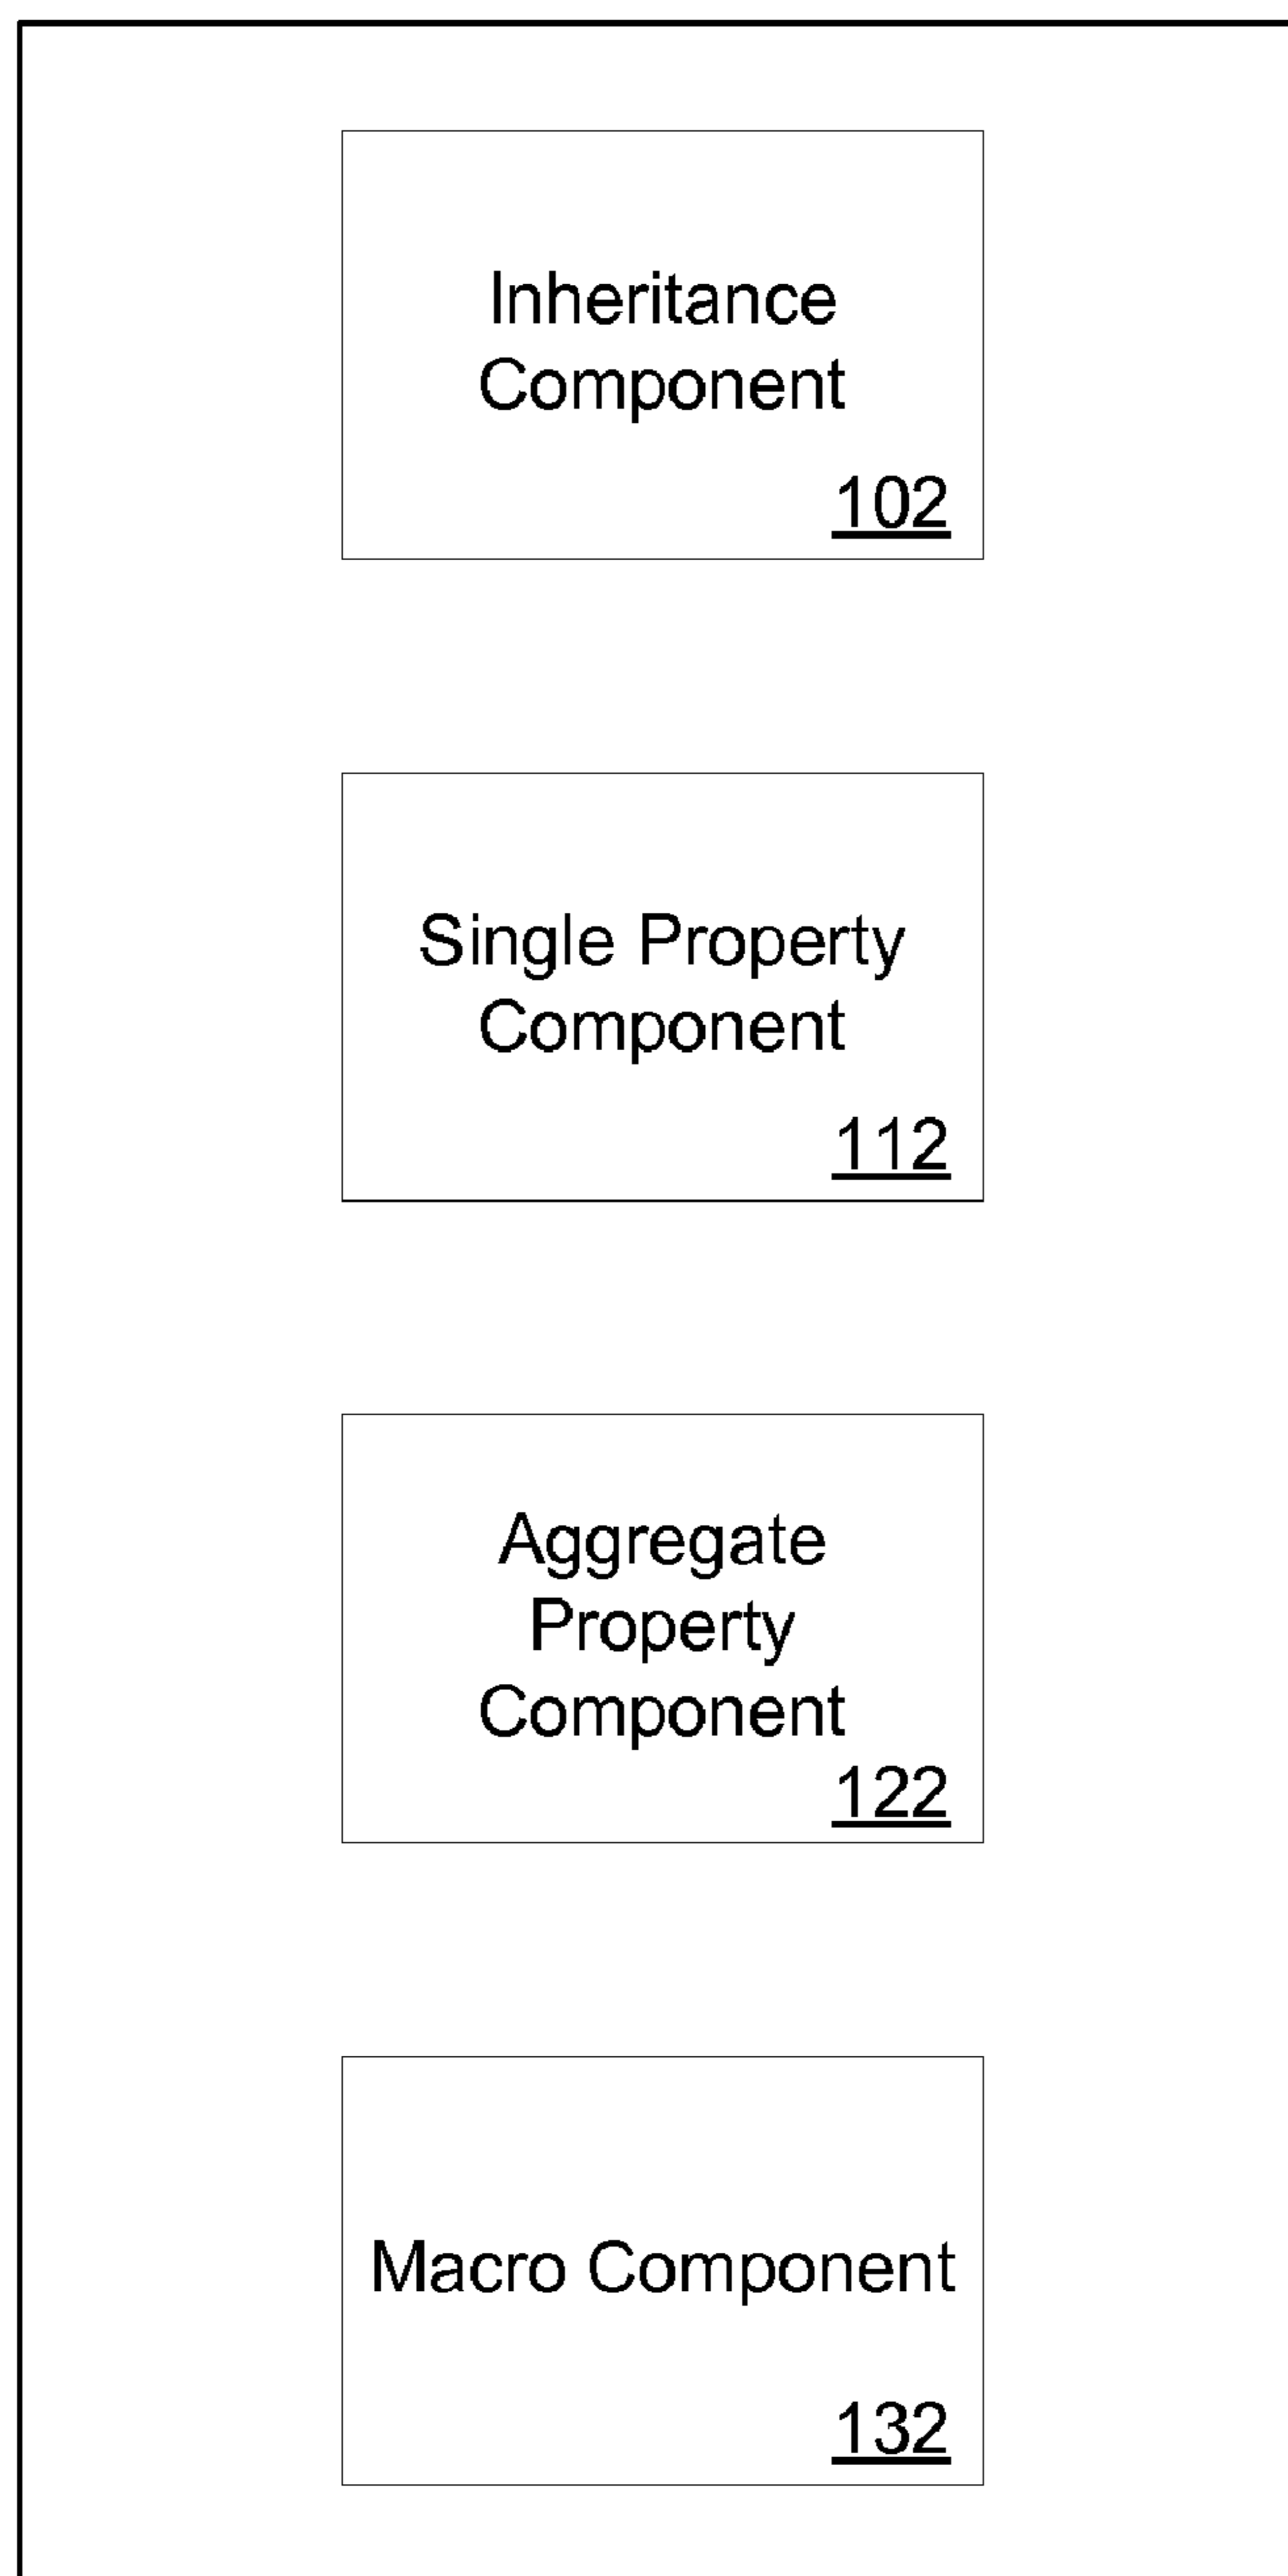 Inheritance
Component
102
Single Property
Component
112
Aggregate
Property
Component
122
Macro Component
132